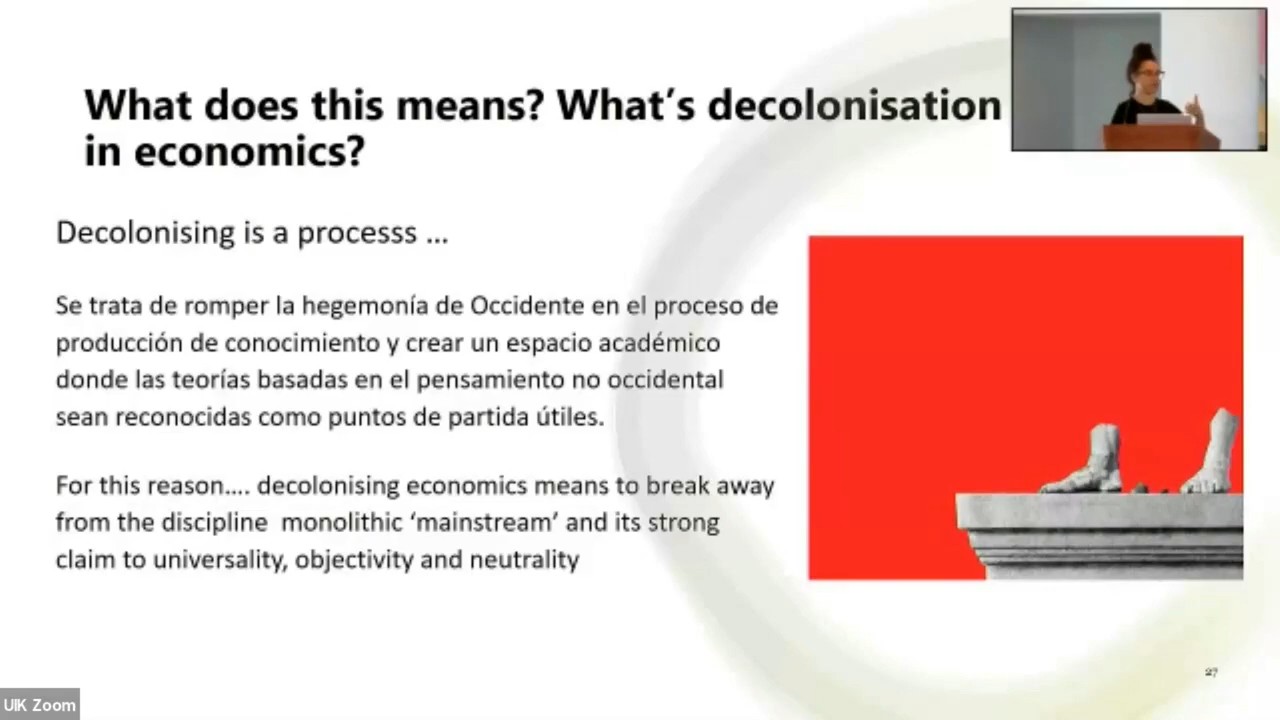 What does this means? What's decolonisation
in economics?
Decolonising is a processs ...
Se trata de romper la hegemonía de Occidente en el proceso de
producción de conocimiento y crear un espacio académico
donde las teorías basadas en el pensamiento no occidental
sean reconocidas como puntos de partida útiles.
For this reason.... decolonising economics means to break away
from the discipline  monolithic ‘mainstream’ and its strong
claim to universality, objectivity and neutrality
27
UIK Zoom